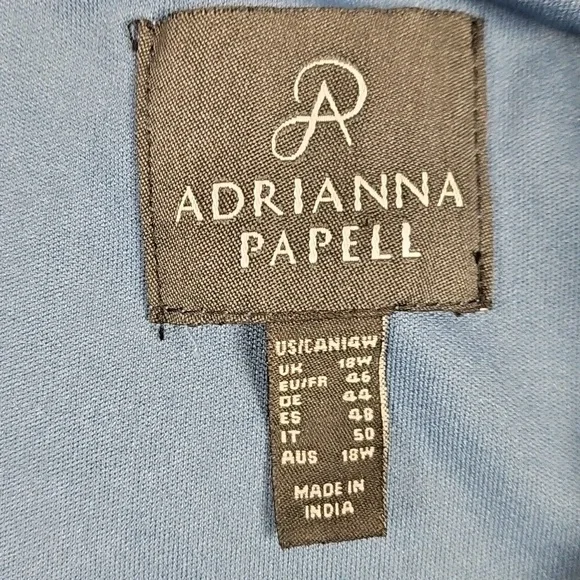 ADRIANNA
PAPELL
US/CAN 14W
UK 18W
EU/FR 46
DE 44
ES 48
IT 50
AUS 18W
MADE IN
INDIA